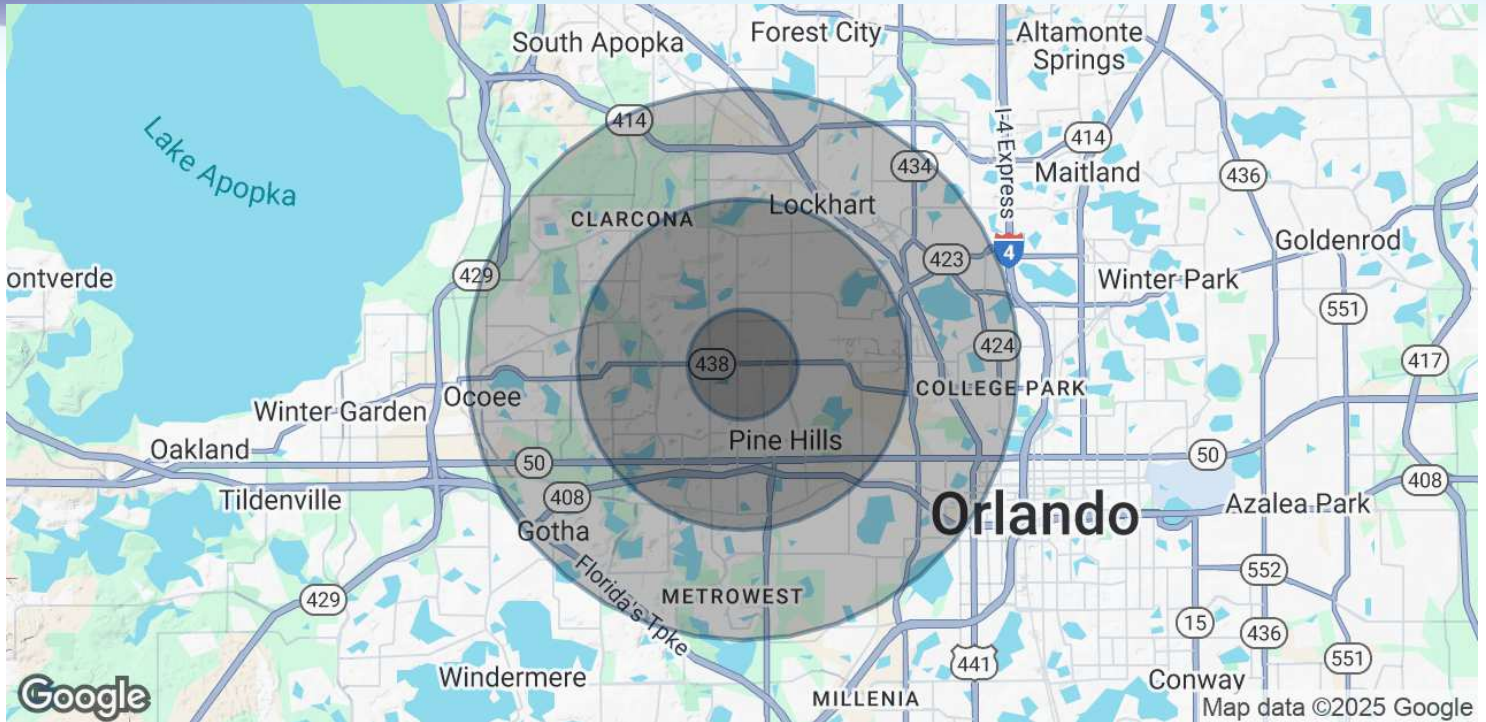 Forest City
Altamonte
Springs
South Apopka
414
I-4 Express
414
434
Maitland
436
Lake Apopka
Lockhart
CLARCONA
423
4
Goldenrod
429
ontverde
Winter Park
551
424
417
438
COLLEGE PARK
Ocoee
Winter Garden
Pine Hills
Oakland
50
50
408
408
Tildenville
Orlando
Azalea Park
Gotha
Florida's Tpke
552
METROWEST
429
15
436
441
551
Windermere
Conway
MILLENIA
Google
Map data ©2025 Google